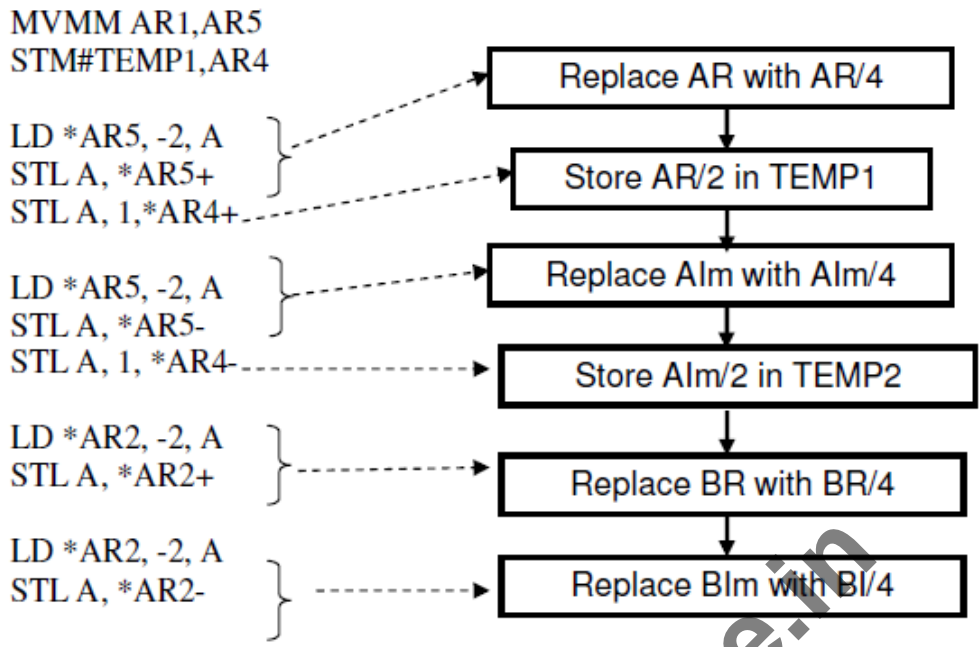 MVMM AR1,AR5
STM#TEMP1,AR4
LD *AR5, -2, A
STL A, *AR5+
STL A, 1,*AR4+
LD *AR5, -2, A
STL A, *AR5-
STL A, 1, *AR4-
LD *AR2, -2, A
STL A, *AR2+
LD *AR2, -2, A
STL A, *AR2-
Replace AR with AR/4
Store AR/2 in TEMP1
Replace AIm with AIm/4
Store AIm/2 in TEMP2
Replace BR with BR/4
Replace BIm with BI/4
e.in